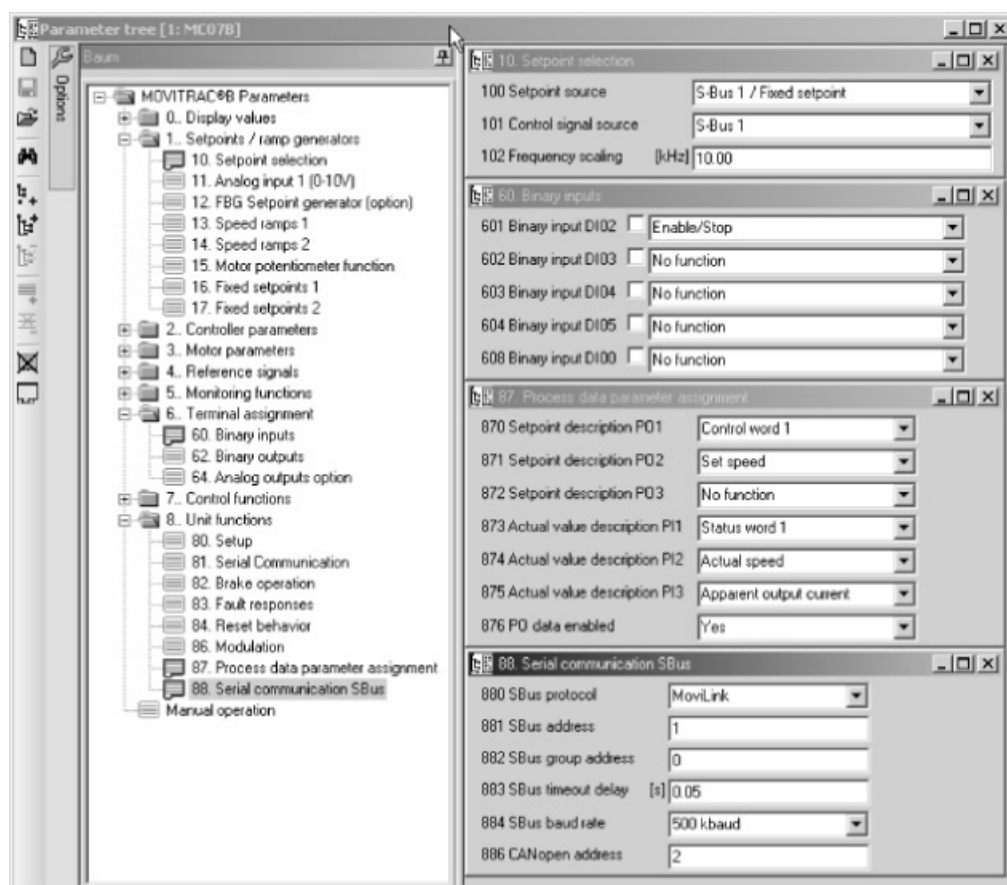 Parameter tree [1: MC07B]
Options
Baum
MOVITRAC®B Parameters
0.. Display values
1.. Setpoints / ramp generators
10. Setpoint selection
11. Analog input 1 (0-10V)
12. FBG Setpoint generator (option)
13. Speed ramps 1
14. Speed ramps 2
15. Motor potentiometer function
16. Fixed setpoints 1
17. Fixed setpoints 2
2.. Controller parameters
3.. Motor parameters
4.. Reference signals
5.. Monitoring functions
6.. Terminal assignment
60. Binary inputs
62. Binary outputs
64. Analog outputs option
7.. Control functions
8.. Unit functions
80. Setup
81. Serial Communication
82. Brake operation
83. Fault responses
84. Reset behavior
86. Modulation
87. Process data parameter assignment
88. Serial communication SBus
Manual operation
10. Setpoint selection
100 Setpoint source S-Bus 1 / Fixed setpoint
101 Control signal source S-Bus 1
102 Frequency scaling [kHz] 10.00
60. Binary inputs
601 Binary input DI02 Enable/Stop
602 Binary input DI03 No function
603 Binary input DI04 No function
604 Binary input DI05 No function
608 Binary input DI00 No function
87. Process data parameter assignment
870 Setpoint description PO1 Control word 1
871 Setpoint description PO2 Set speed
872 Setpoint description PO3 No function
873 Actual value description PI1 Status word 1
874 Actual value description PI2 Actual speed
875 Actual value description PI3 Apparent output current
876 PO data enabled Yes
88. Serial communication SBus
880 SBus protocol MoviLink
881 SBus address 1
882 SBus group address 0
883 SBus timeout delay [s] 0.05
884 SBus baud rate 500 kbaud
886 CANopen address 2